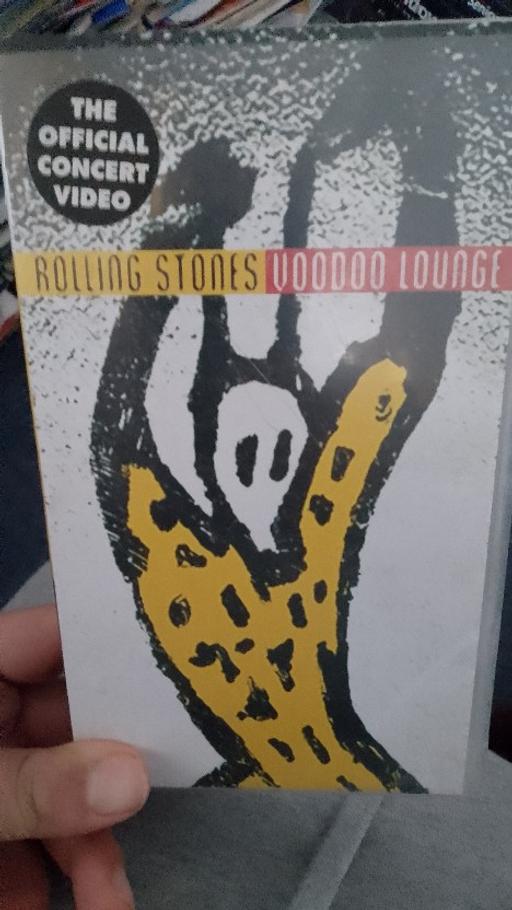 THE
OFFICIAL
CONCERT
VIDEO
ROLLING STONES VOODOO LOUNGE